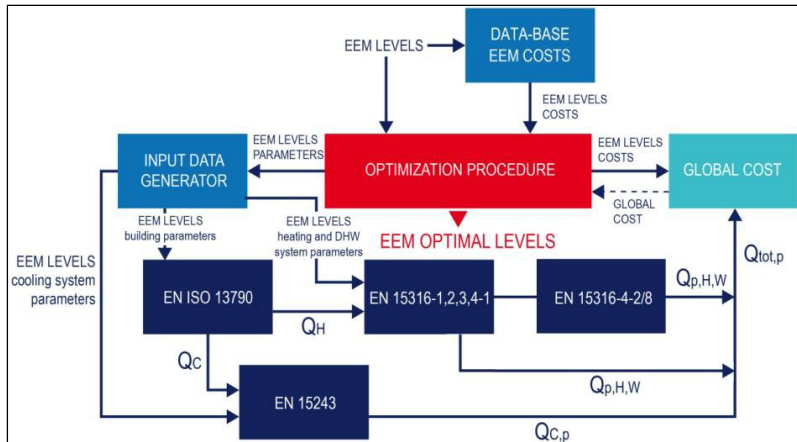 DATA-BASE
EEM COSTS
EEM LEVELS
EEM LEVELS
COSTS
EEM LEVELS
PARAMETERS
EEM LEVELS
COSTS
INPUT DATA
GENERATOR
OPTIMIZATION PROCEDURE
GLOBAL COST
GLOBAL
COST
EEM LEVELS
building parameters
EEM LEVELS
heating and DHW
system parameters
EEM OPTIMAL LEVELS
EEM LEVELS
cooling system
parameters
Qtot,p
EN ISO 13790
EN 15316-1,2,3,4-1
EN 15316-4-2/8
Qp,H,W
QH
QC
Qp,H,W
EN 15243
QC,p